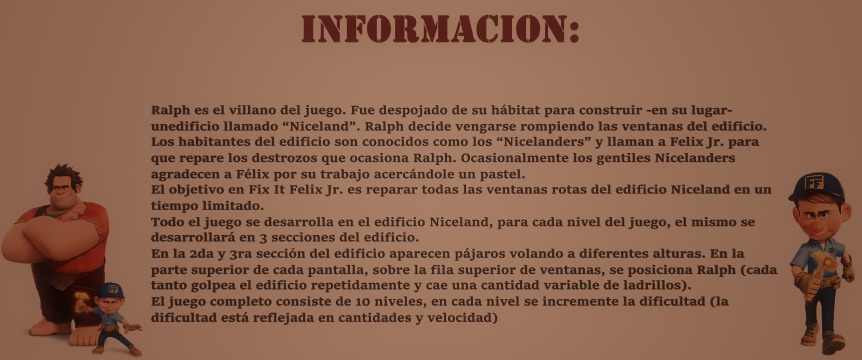 INFORMACION:
Ralph es el villano del juego. Fue despojado de su hábitat para construir -en su lugar-
unedificio llamado “Niceland”. Ralph decide vengarse rompiendo las ventanas del edificio.
Los habitantes del edificio son conocidos como los “Nicelanders” y llaman a Felix Jr. para
que repare los destrozos que ocasiona Ralph. Ocasionalmente los gentiles Nicelanders
agradecen a Félix por su trabajo acercándole un pastel.
El objetivo en Fix It Felix Jr. es reparar todas las ventanas rotas del edificio Niceland en un
tiempo limitado.
Todo el juego se desarrolla en el edificio Niceland, para cada nivel del juego, el mismo se
desarrollará en 3 secciones del edificio.
En la 2da y 3ra sección del edificio aparecen pájaros volando a diferentes alturas. En la
parte superior de cada pantalla, sobre la fila superior de ventanas, se posiciona Ralph (cada
tanto golpea el edificio repetidamente y cae una cantidad variable de ladrillos).
El juego completo consiste de 10 niveles, en cada nivel se incremente la dificultad (la
dificultad está reflejada en cantidades y velocidad)